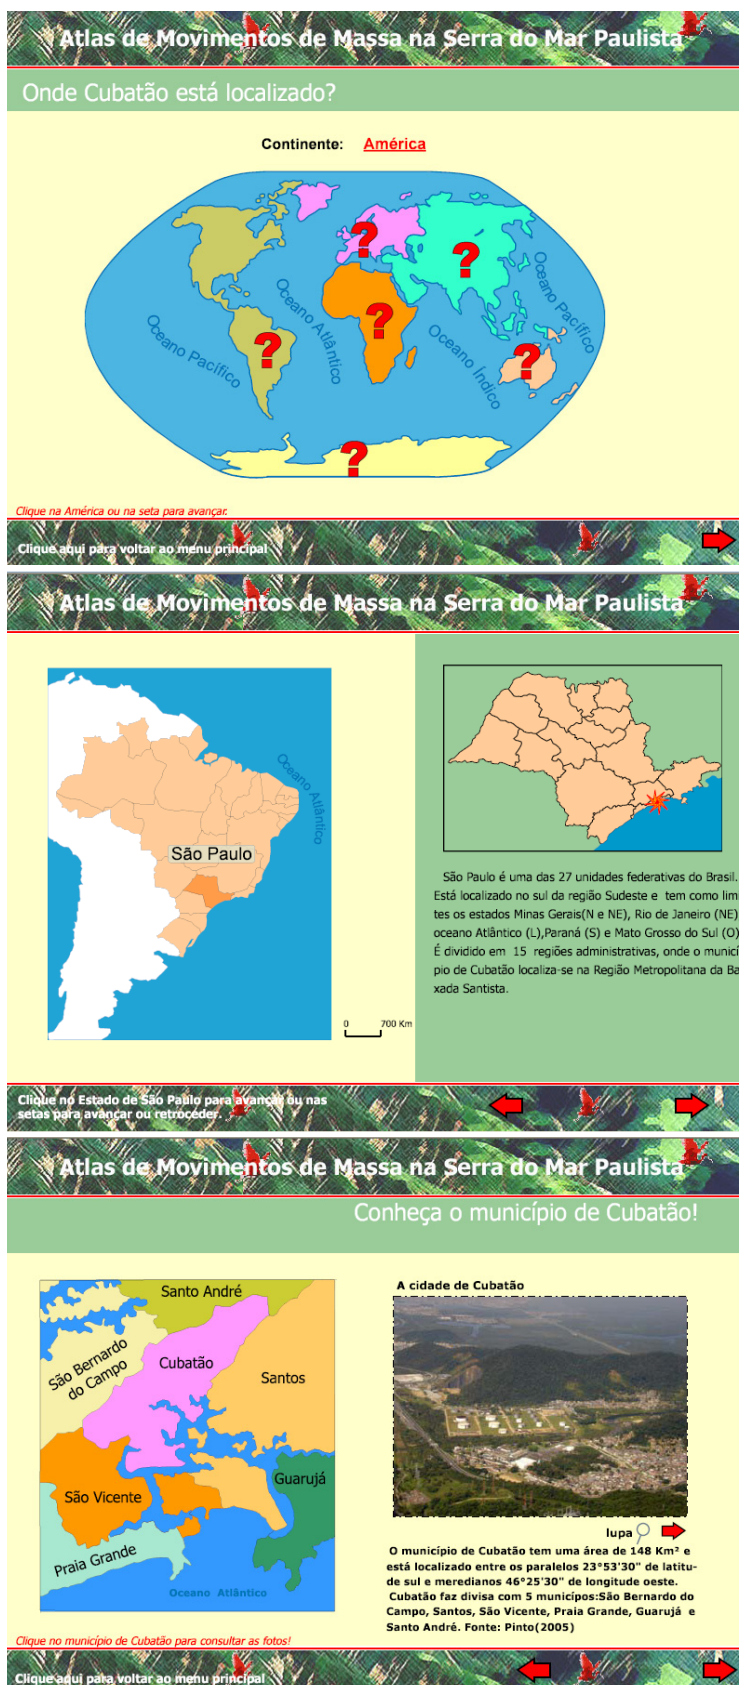 Atlas de Movimentos de Massa na Serra do Mar Paulista
Onde Cubatão está localizado?
Continente: América
?
?
?
?
?
?
Oceano Pacífico
Oceano Atlântico
Oceano Índico
Oceano Pacífico
Clique na América ou na seta para avançar.
Clique aqui para voltar ao menu principal
Atlas de Movimentos de Massa na Serra do Mar Paulista
Oceano Atlântico
São Paulo
0 700 Km
São Paulo é uma das 27 unidades federativas do Brasil.
Está localizado no sul da região Sudeste e tem como lim
tes os estados Minas Gerais(N e NE), Rio de Janeiro (NE)
oceano Atlântico (L),Paraná (S) e Mato Grosso do Sul (O)
É dividido em 15 regiões administrativas, onde o municí
pio de Cubatão localiza-se na Região Metropolitana da Ba
xada Santista.
Clique no Estado de São Paulo para avançar ou nas
setas para avançar ou retroceder.
Atlas de Movimentos de Massa na Serra do Mar Paulista
Conheça o município de Cubatão!
Santo André
São Bernardo
do Campo
Cubatão
Santos
São Vicente
Guarujá
Praia Grande
Oceano Atlântico
A cidade de Cubatão
lupa
O município de Cubatão tem uma área de 148 Km² e
está localizado entre os paralelos 23°53'30" de latitu-
de sul e meredianos 46°25'30" de longitude oeste.
Cubatão faz divisa com 5 municípos:São Bernardo do
Campo, Santos, São Vicente, Praia Grande, Guarujá e
Santo André. Fonte: Pinto(2005)
Clique no município de Cubatão para consultar as fotos!
Clique aqui para voltar ao menu principal